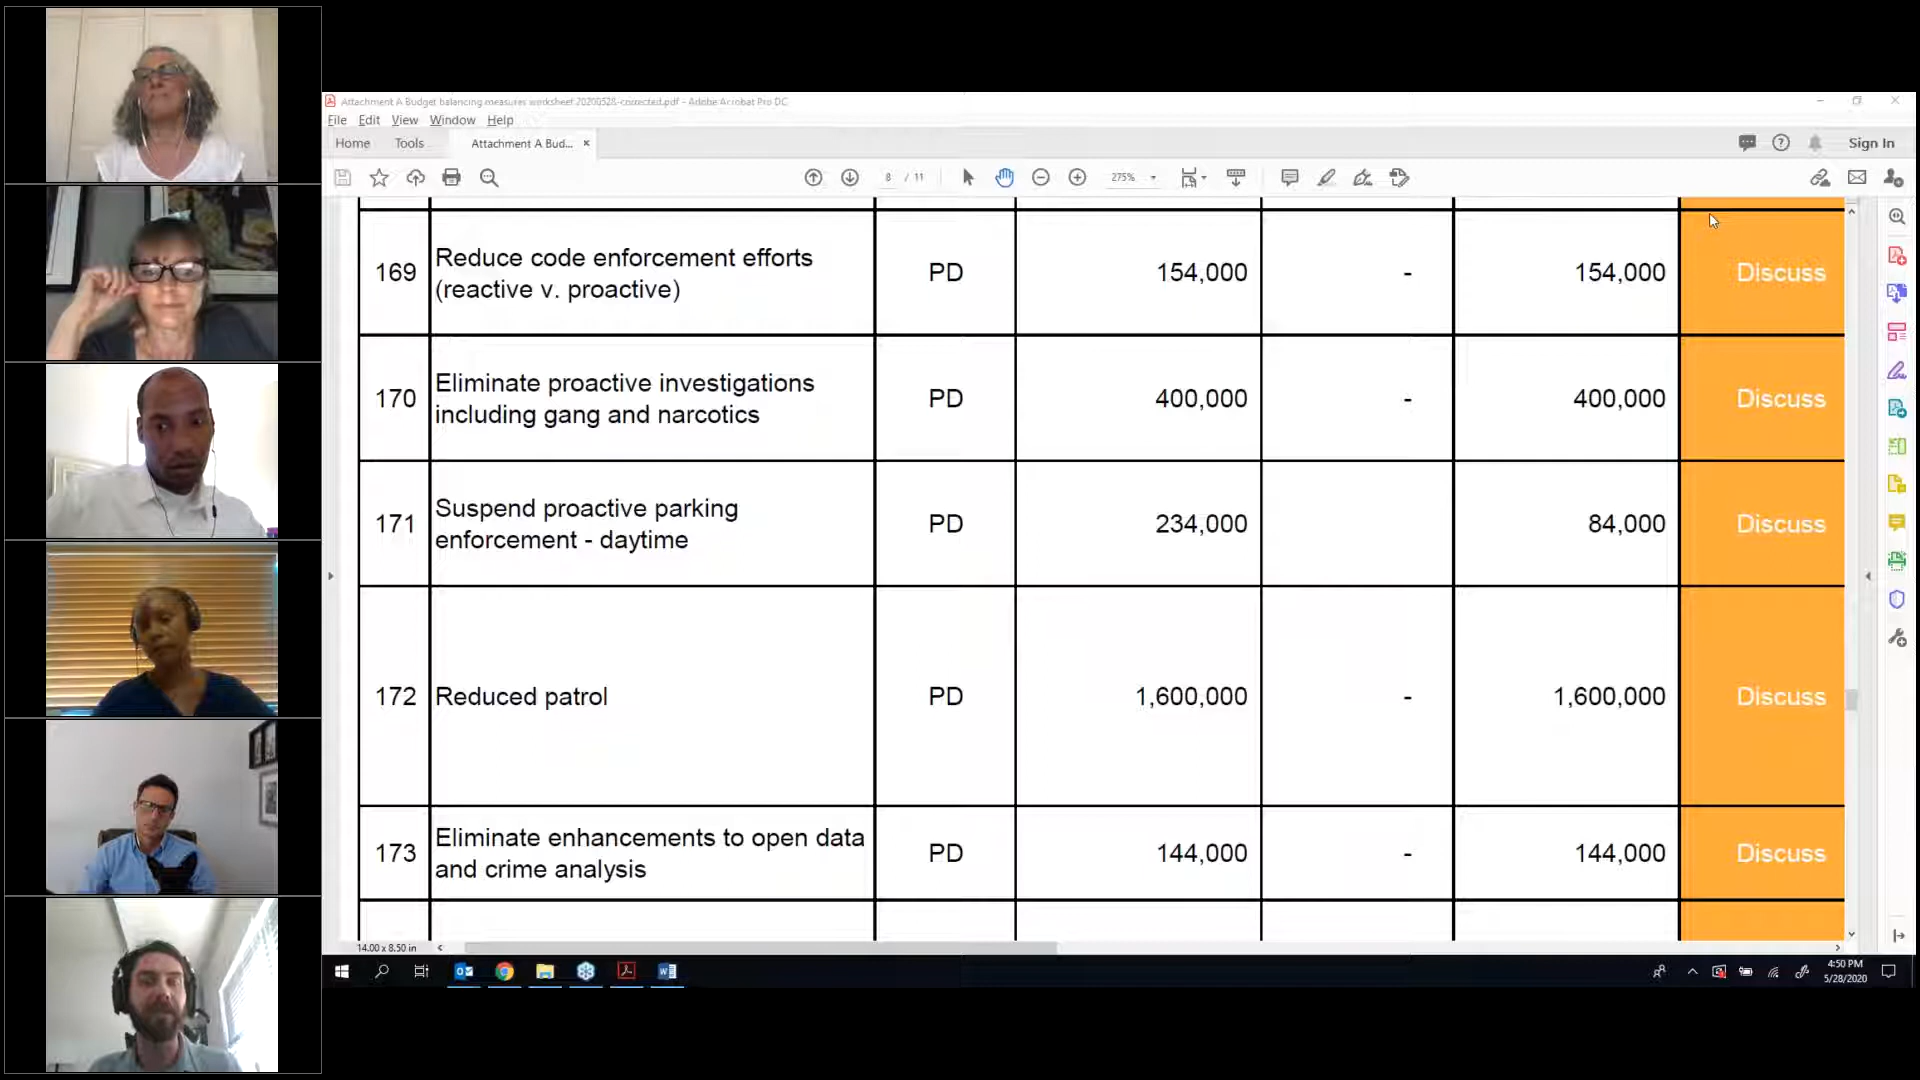 Attachment A Budget balancing measures worksheet 20200528-corrected.pdf - Adobe Acrobat Pro DC
File Edit View Window Help
Home Tools Attachment A Bud... × Sign In
8 / 11 275%
169 Reduce code enforcement efforts (reactive v. proactive) PD 154,000 - 154,000 Discuss
170 Eliminate proactive investigations including gang and narcotics PD 400,000 - 400,000 Discuss
171 Suspend proactive parking enforcement - daytime PD 234,000 84,000 Discuss
172 Reduced patrol PD 1,600,000 - 1,600,000 Discuss
173 Eliminate enhancements to open data and crime analysis PD 144,000 - 144,000 Discuss
14.00 x 8.50 in
4:50 PM
5/28/2020